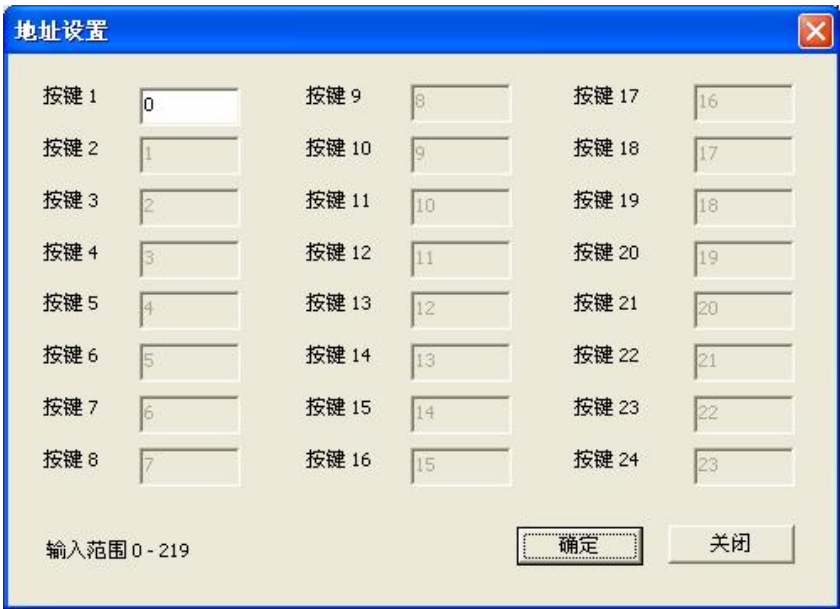 地址设置
按键 1 0 按键 9 8 按键 17 16
按键 2 1 按键 10 9 按键 18 17
按键 3 2 按键 11 10 按键 19 18
按键 4 3 按键 12 11 按键 20 19
按键 5 4 按键 13 12 按键 21 20
按键 6 5 按键 14 13 按键 22 21
按键 7 6 按键 15 14 按键 23 22
按键 8 7 按键 16 15 按键 24 23
输入范围 0 - 219 确定 关闭